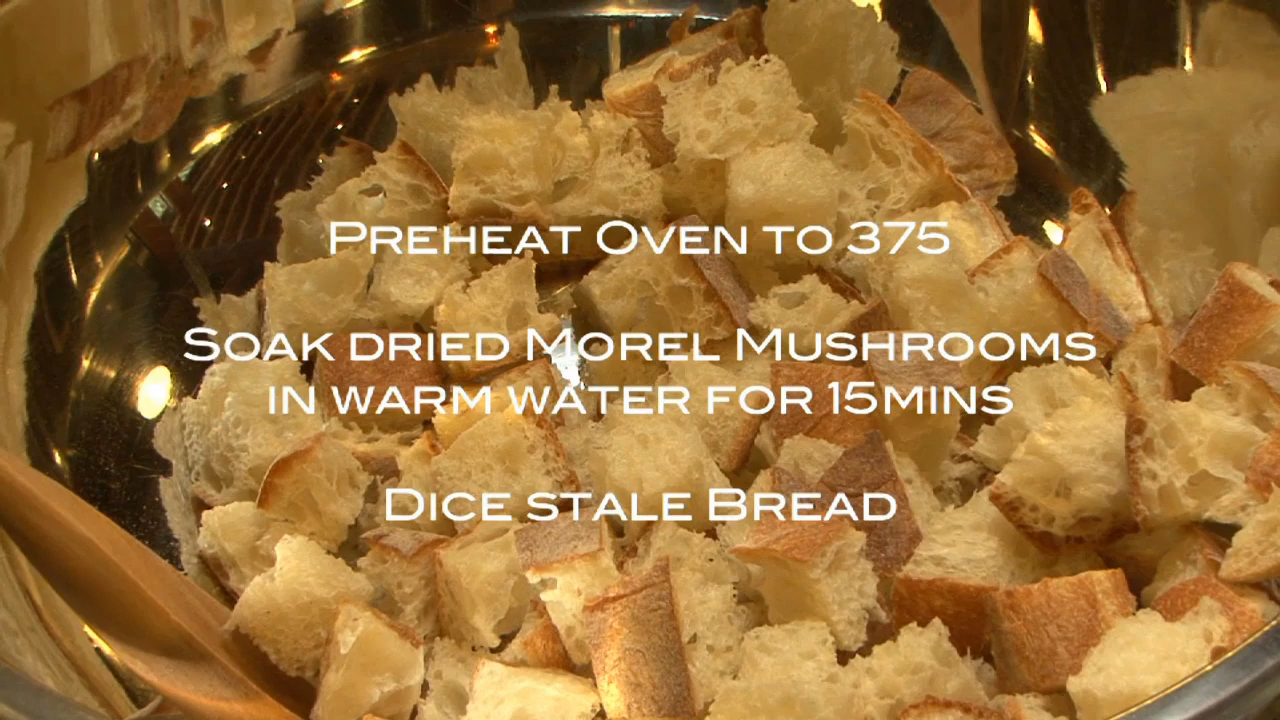 Preheat Oven to 375
Soak dried Morel Mushrooms
in warm water for 15mins
Dice stale Bread